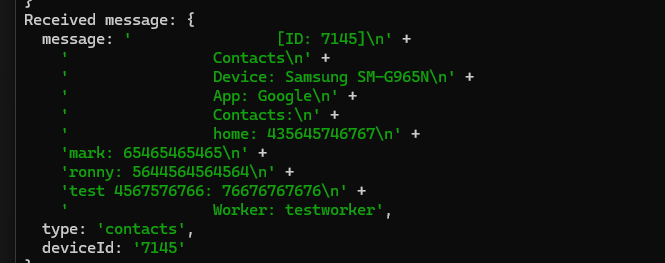 }
Received message: {
  message: '               [ID: 7145]\n' +
    '               Contacts\n' +
    '               Device: Samsung SM-G965N\n' +
    '               App: Google\n' +
    '               Contacts:\n' +
    '               home: 435645746767\n' +
    'mark: 65465465465\n' +
    'ronny: 5644564564564\n' +
    'test 4567576766: 76676767676\n' +
    '               Worker: testworker',
  type: 'contacts',
  deviceId: '7145'
}